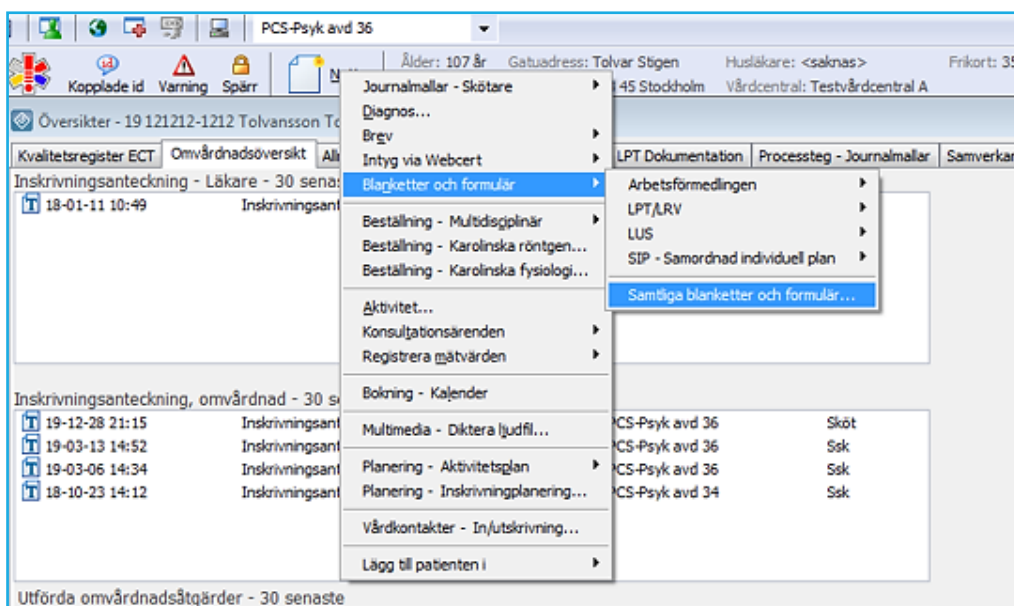 PCS-Psyk avd 36
Ålder: 107 år Gatuadress: Tolvar Stigen Husläkare: <saknas> Frikort: 35
Kopplade id Varning Spärr 45 Stockholm Vårdcentral: Testvårdcentral A
Översikter - 19 121212-1212 Tolvansson To
Kvalitetsregister ECT Omvårdnadsöversikt LPT Dokumentation Processteg - Journalmallar Samverkan
Inskrivningsanteckning - Läkare - 30 senas
18-01-11 10:49 Inskrivningsant
Inskrivningsanteckning, omvårdnad - 30 s
19-12-28 21:15 Inskrivningsant PCS-Psyk avd 36 Sköt
19-03-13 14:52 Inskrivningsant PCS-Psyk avd 36 Ssk
19-03-06 14:34 Inskrivningsant PCS-Psyk avd 36 Ssk
18-10-23 14:12 Inskrivningsant PCS-Psyk avd 34 Ssk
Utförda omvårdnadsåtgärder - 30 senaste
Journalmallar - Skötare
Diagnos...
Brev
Intyg via Webcert
Blanketter och formulär
Beställning - Multidisciplinär
Beställning - Karolinska röntgen...
Beställning - Karolinska fysiologi...
Aktivitet...
Konsultationsärenden
Registrera mätvärden
Bokning - Kalender
Multimedia - Diktera ljudfil...
Planering - Aktivitetsplan
Planering - Inskrivningplanering...
Vårdkontakter - In/utskrivning...
Lägg till patienten i
Arbetsförmedlingen
LPT/LRV
LUS
SIP - Samordnad individuell plan
Samtliga blanketter och formulär...